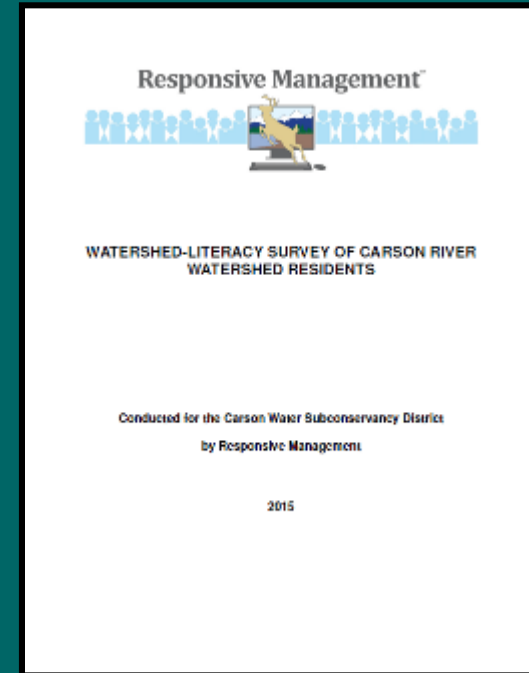 Responsive Management™
WATERSHED-LITERACY SURVEY OF CARSON RIVER
WATERSHED RESIDENTS
Conducted for the Carson Water Subconservancy District
by Responsive Management
2015